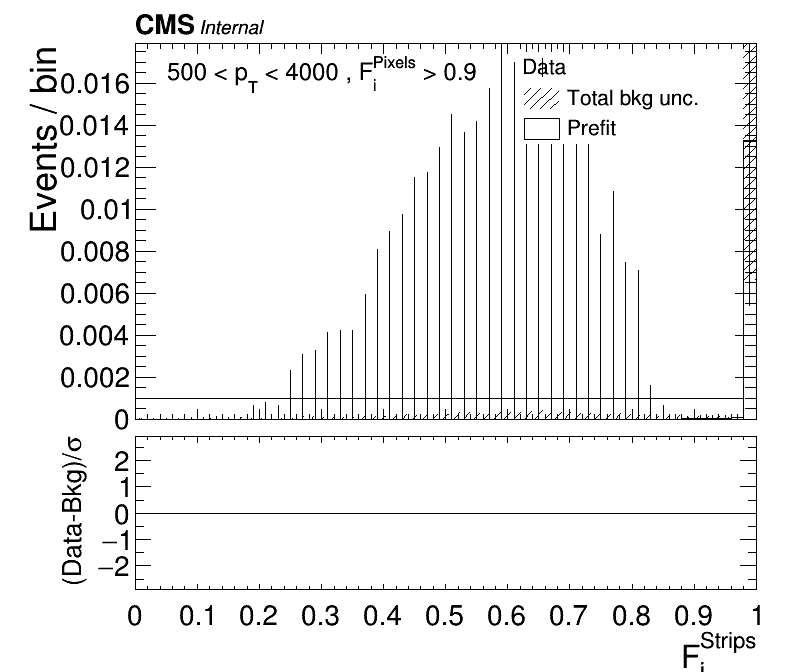 CMS Internal
Events / bin
500 < p_T < 4000 , F_i^Pixels > 0.9
Data
Total bkg unc.
Prefit
0.016
0.014
0.012
0.01
0.008
0.006
0.004
0.002
0
(Data-Bkg)/σ
2
1
0
−1
−2
0 0.1 0.2 0.3 0.4 0.5 0.6 0.7 0.8 0.9 1
F_i^Strips